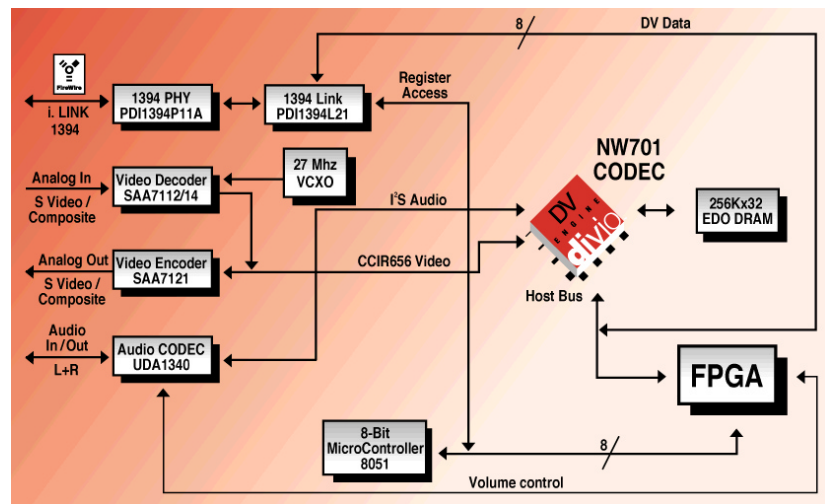 8
DV Data
FireWire
1394 PHY
PDI1394P11A
1394 Link
PDI1394L21
Register
Access
i. LINK
1394
NW701
CODEC
Analog In
S Video /
Composite
Video Decoder
SAA7112/14
27 Mhz
VCXO
I²S Audio
DV
ENGINE
divio
256Kx32
EDO DRAM
Analog Out
S Video /
Composite
Video Encoder
SAA7121
CCIR656 Video
Host Bus
Audio
In/Out
L+R
Audio CODEC
UDA1340
FPGA
8-Bit
MicroController
8051
8
Volume control